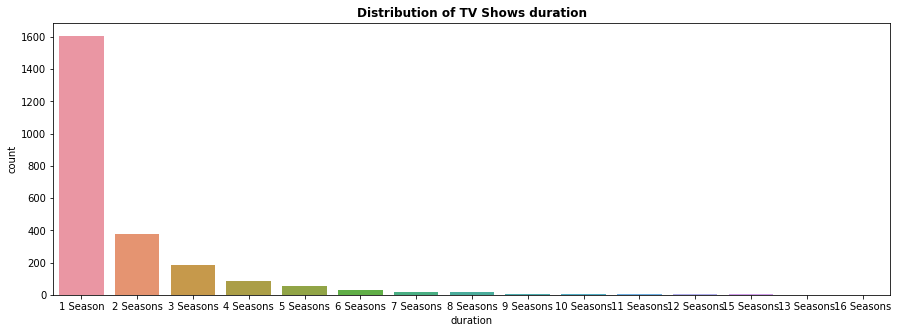 Distribution of TV Shows duration
count
1600
1400
1200
1000
800
600
400
200
0
1 Season 2 Seasons 3 Seasons 4 Seasons 5 Seasons 6 Seasons 7 Seasons 8 Seasons 9 Seasons 10 Seasons 11 Seasons 12 Seasons 15 Seasons 13 Seasons 16 Seasons
duration